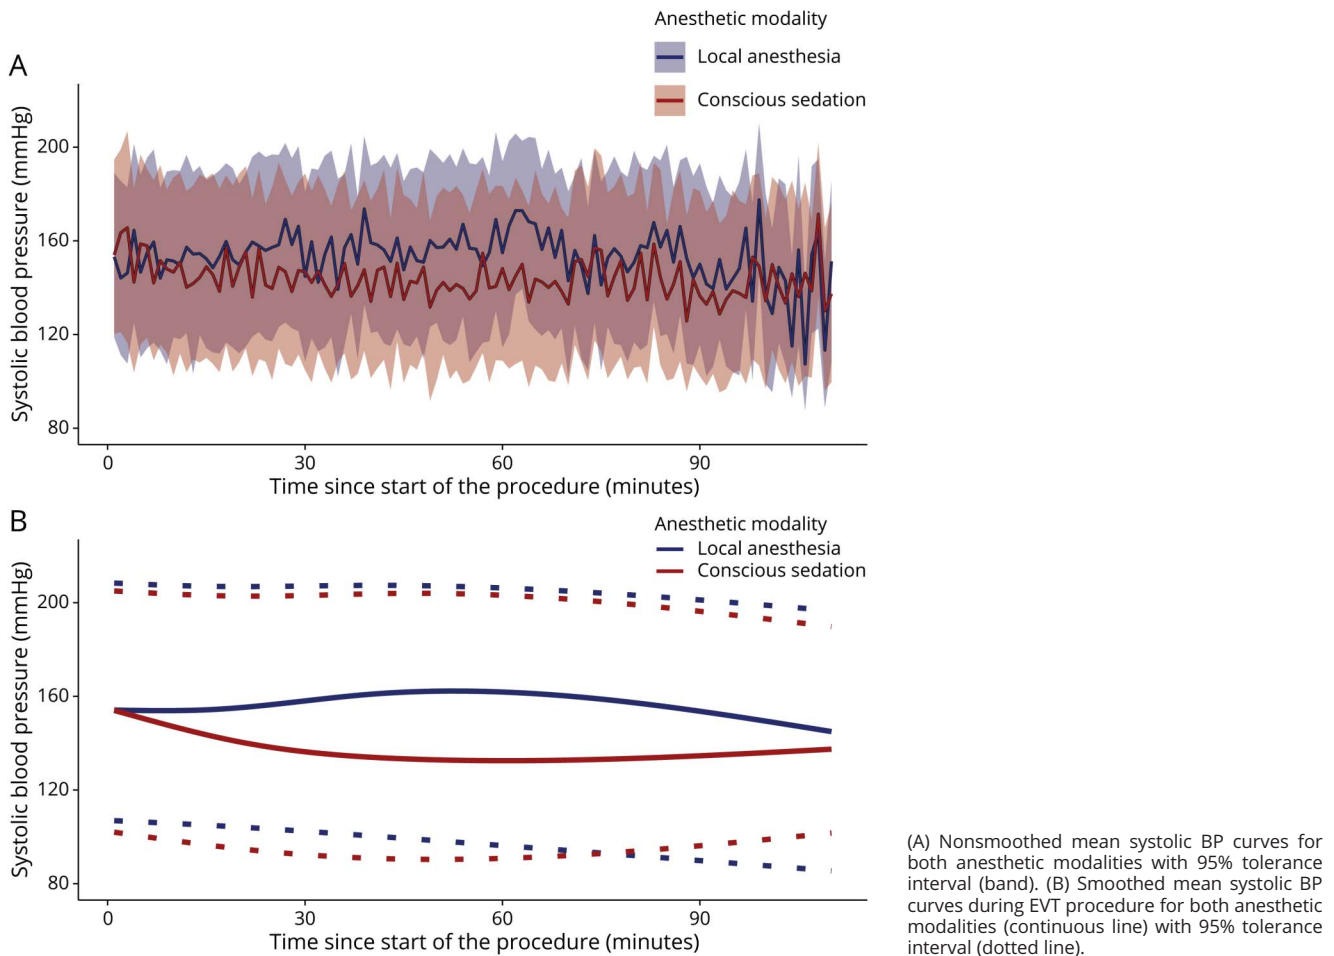 Anesthetic modality
A
Local anesthesia
Conscious sedation
Systolic blood pressure (mmHg)
200
160
120
80
0 30 60 90
Time since start of the procedure (minutes)
B
Anesthetic modality
Local anesthesia
Conscious sedation
Systolic blood pressure (mmHg)
200
160
120
80
0 30 60 90
Time since start of the procedure (minutes)
(A) Nonsmoothed mean systolic BP curves for
both anesthetic modalities with 95% tolerance
interval (band). (B) Smoothed mean systolic BP
curves during EVT procedure for both anesthetic
modalities (continuous line) with 95% tolerance
interval (dotted line).